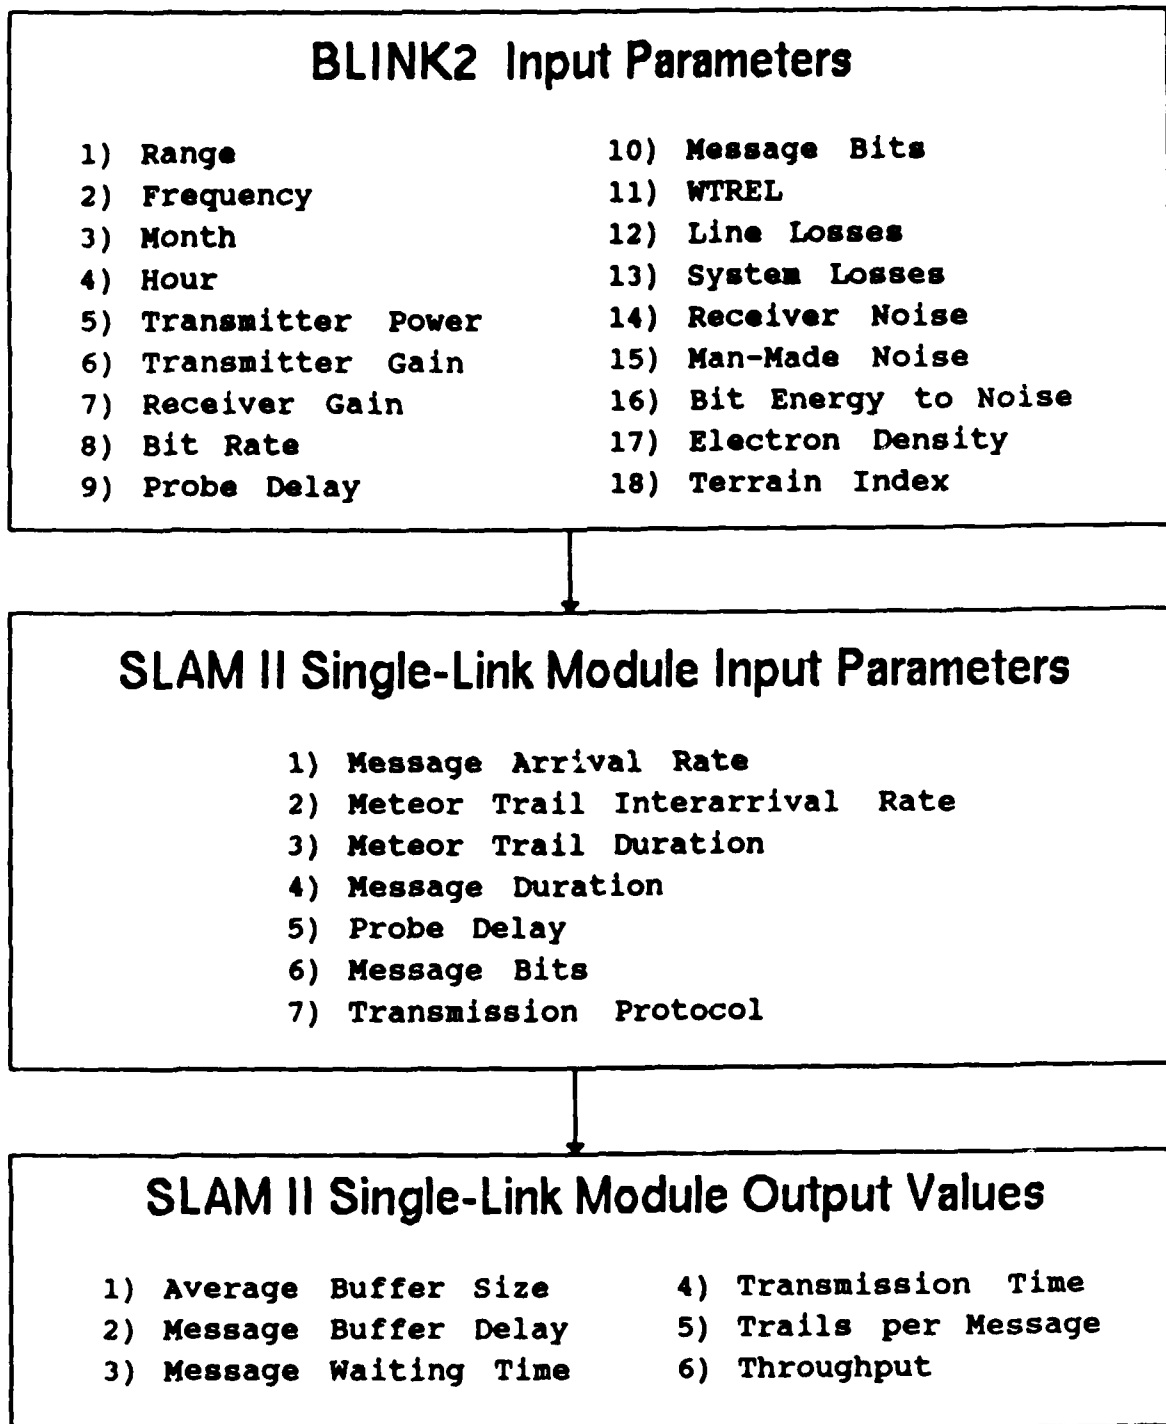 BLINK2 Input Parameters
1) Range
2) Frequency
3) Month
4) Hour
5) Transmitter Power
6) Transmitter Gain
7) Receiver Gain
8) Bit Rate
9) Probe Delay
10) Message Bits
11) WTREL
12) Line Losses
13) System Losses
14) Receiver Noise
15) Man-Made Noise
16) Bit Energy to Noise
17) Electron Density
18) Terrain Index
SLAM II Single-Link Module Input Parameters
1) Message Arrival Rate
2) Meteor Trail Interarrival Rate
3) Meteor Trail Duration
4) Message Duration
5) Probe Delay
6) Message Bits
7) Transmission Protocol
SLAM II Single-Link Module Output Values
1) Average Buffer Size
2) Message Buffer Delay
3) Message Waiting Time
4) Transmission Time
5) Trails per Message
6) Throughput